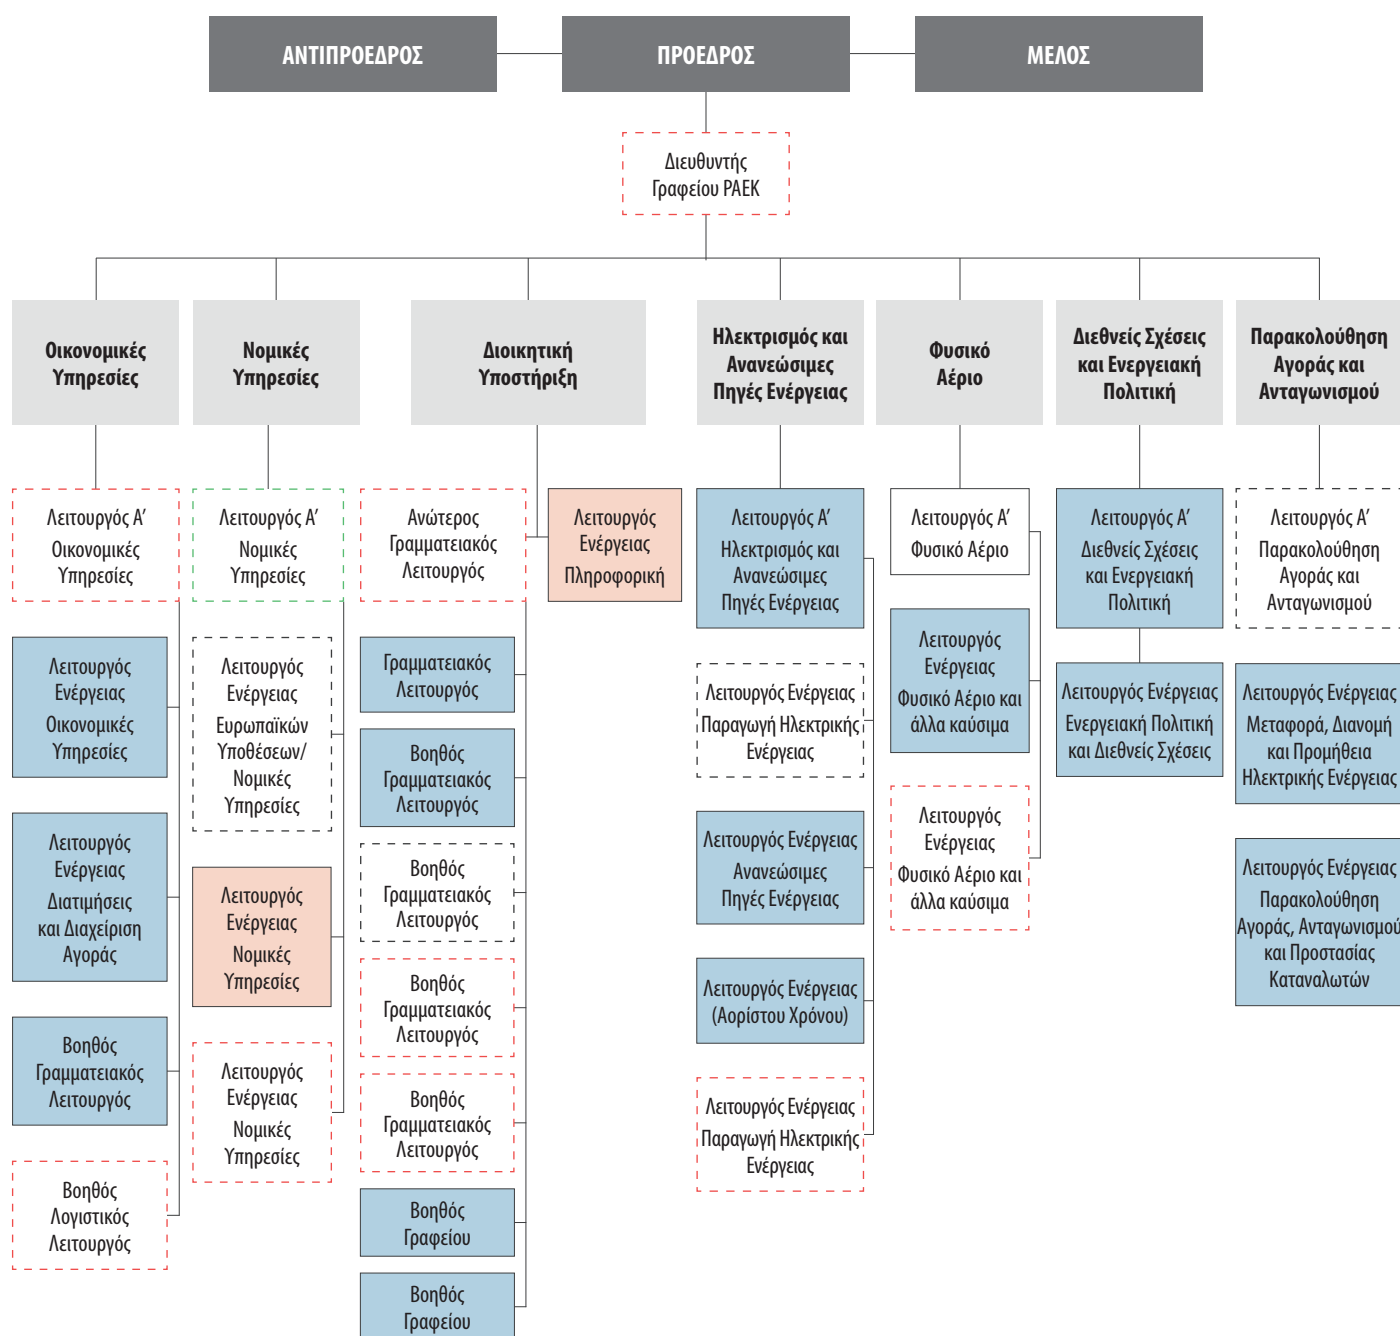 ΑΝΤΙΠΡΟΕΔΡΟΣ
ΠΡΟΕΔΡΟΣ
ΜΕΛΟΣ
Διευθυντής
Γραφείου ΡΑΕΚ
Οικονομικές
Υπηρεσίες
Νομικές
Υπηρεσίες
Διοικητική
Υποστήριξη
Ηλεκτρισμός και
Ανανεώσιμες
Πηγές Ενέργειας
Φυσικό
Αέριο
Διεθνείς Σχέσεις
και Ενεργειακή
Πολιτική
Παρακολούθηση
Αγοράς και
Ανταγωνισμού
Λειτουργός Α'
Οικονομικές
Υπηρεσίες
Λειτουργός
Ενέργειας
Οικονομικές
Υπηρεσίες
Λειτουργός
Ενέργειας
Διατιμήσεις
και Διαχείριση
Αγοράς
Βοηθός
Γραμματειακός
Λειτουργός
Βοηθός
Λογιστικός
Λειτουργός
Λειτουργός Α'
Νομικές
Υπηρεσίες
Λειτουργός
Ενέργειας
Ευρωπαϊκών
Υποθέσεων/
Νομικές
Υπηρεσίες
Λειτουργός
Ενέργειας
Νομικές
Υπηρεσίες
Λειτουργός
Ενέργειας
Νομικές
Υπηρεσίες
Ανώτερος
Γραμματειακός
Λειτουργός
Λειτουργός
Ενέργειας
Πληροφορική
Γραμματειακός
Λειτουργός
Βοηθός
Γραμματειακός
Λειτουργός
Βοηθός
Γραμματειακός
Λειτουργός
Βοηθός
Γραμματειακός
Λειτουργός
Βοηθός
Γραμματειακός
Λειτουργός
Βοηθός
Γραφείου
Βοηθός
Γραφείου
Λειτουργός Α'
Ηλεκτρισμός και
Ανανεώσιμες
Πηγές Ενέργειας
Λειτουργός Ενέργειας
Παραγωγή Ηλεκτρικής
Ενέργειας
Λειτουργός Ενέργειας
Ανανεώσιμες
Πηγές Ενέργειας
Λειτουργός Ενέργειας
(Αορίστου Χρόνου)
Λειτουργός Ενέργειας
Παραγωγή Ηλεκτρικής
Ενέργειας
Λειτουργός Α'
Φυσικό Αέριο
Λειτουργός
Ενέργειας
Φυσικό Αέριο και
άλλα καύσιμα
Λειτουργός
Ενέργειας
Φυσικό Αέριο και
άλλα καύσιμα
Λειτουργός Α'
Διεθνείς Σχέσεις
και Ενεργειακή
Πολιτική
Λειτουργός Ενέργειας
Ενεργειακή Πολιτική
και Διεθνείς Σχέσεις
Λειτουργός Α'
Παρακολούθηση
Αγοράς και
Ανταγωνισμού
Λειτουργός Ενέργειας
Μεταφορά, Διανομή
και Προμήθεια
Ηλεκτρικής Ενέργειας
Λειτουργός Ενέργειας
Παρακολούθηση
Αγοράς, Ανταγωνισμού
και Προστασίας
Καταναλωτών